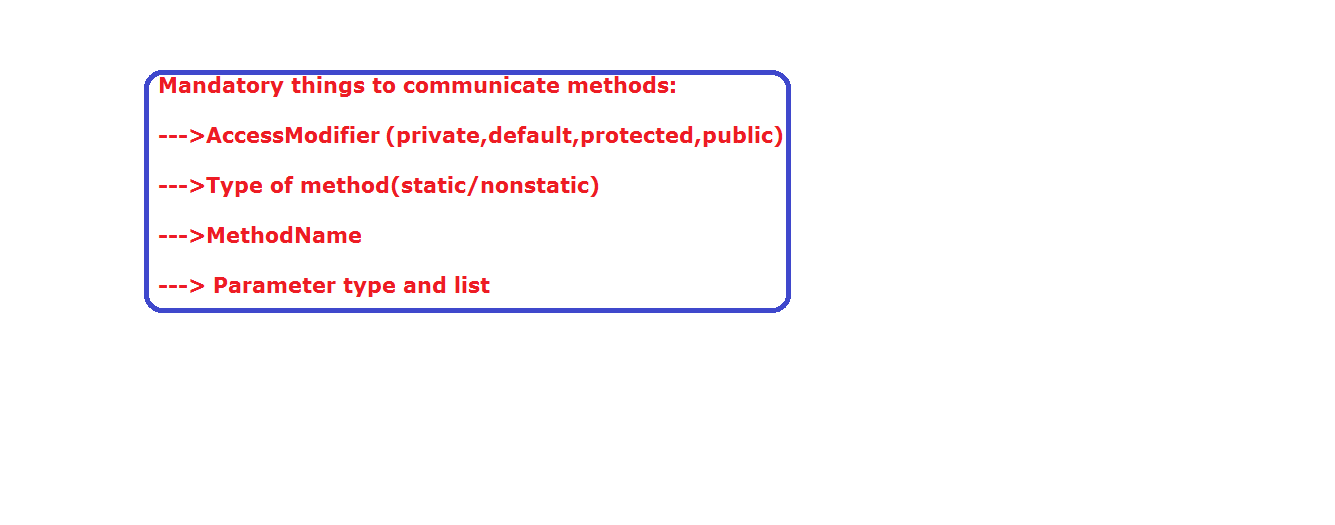 Mandatory things to communicate methods:
--->AccessModifier (private,default,protected,public)
--->Type of method(static/nonstatic)
--->MethodName
---> Parameter type and list